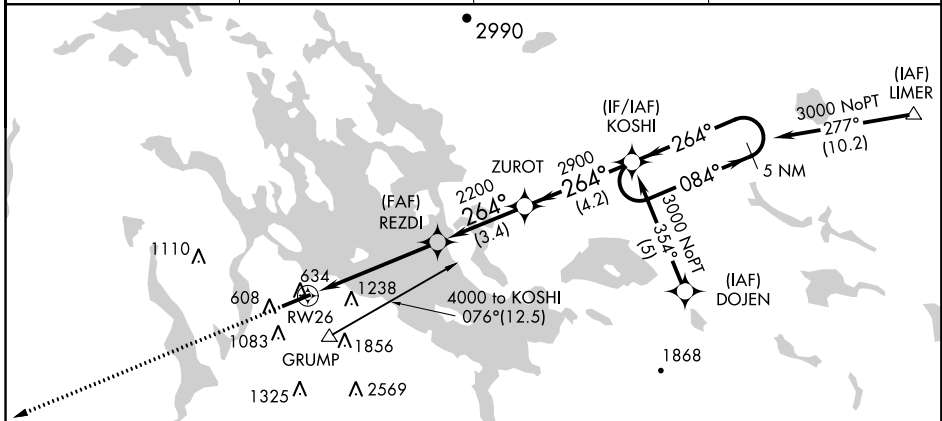 2990
(IAF)
LIMER
3000 NoPT
277°
(10.2)
(IF/IAF)
KOSHI
264°
084°
5 NM
ZUROT
2900
264°
(4.2)
2200
264°
(3.4)
(FAF)
REZDI
3000 NoPT
354°
(5)
(IAF)
DOJEN
1110
634
608
RW26
1238
4000 to KOSHI
076°(12.5)
1083
GRUMP
1856
1868
1325
2569